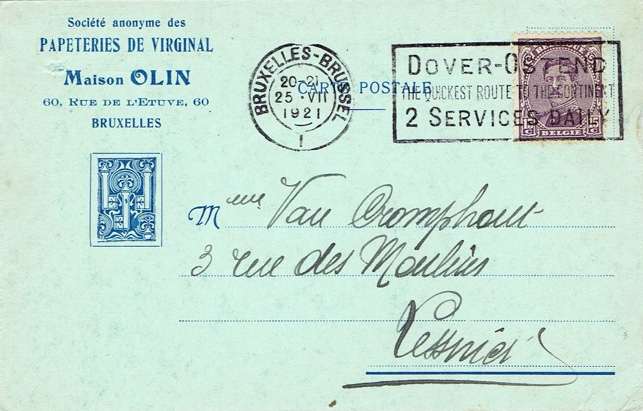 Société anonyme des
PAPETERIES DE VIRGINAL
Maison OLIN
60, RUE DE L'ETUVE, 60
BRUXELLES
CARTE POSTALE
BRUXELLES-BRUSSEL
20-21
25 · VII
1921
1
DOVER-OSTEND
THE QUICKEST ROUTE TO THE CONTINENT
2 SERVICES DAILY
BELGIE
Mme Van Cromphout
3 rue des Moulins